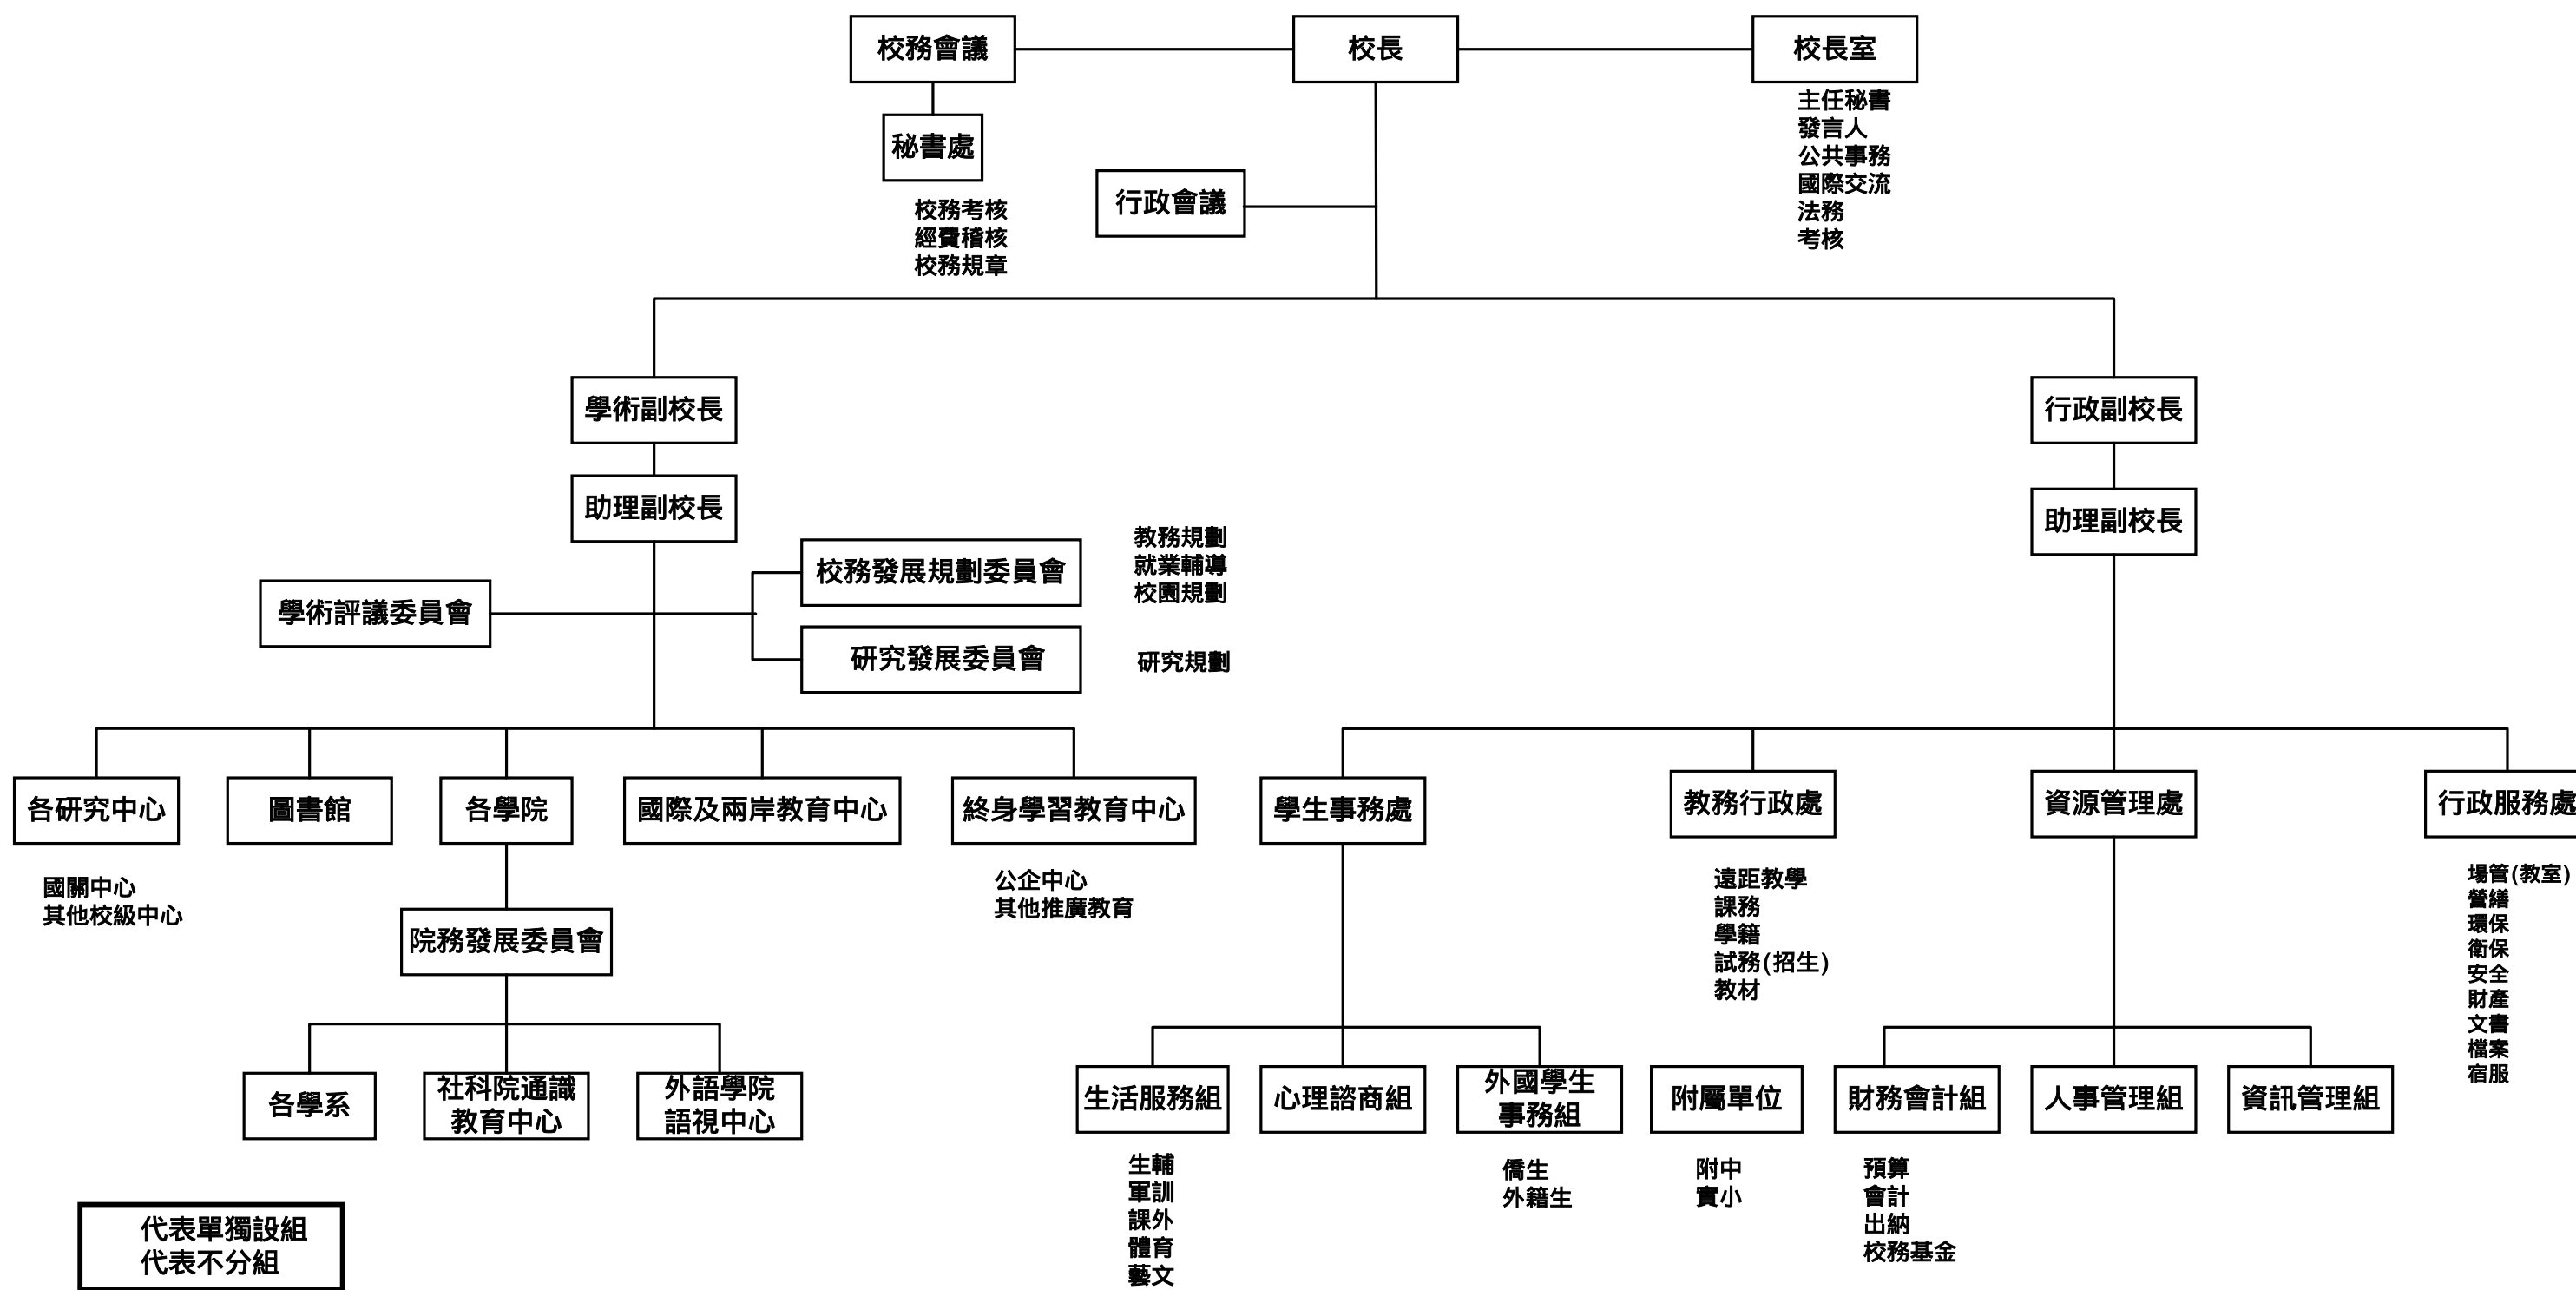 校務會議
校長
校長室
主任秘書
發言人
公共事務
國際交流
法務
考核
秘書處
校務考核
經費稽核
校務規章
行政會議
學術副校長
行政副校長
助理副校長
助理副校長
教務規劃
就業輔導
校園規劃
校務發展規劃委員會
學術評議委員會
研究發展委員會
研究規劃
各研究中心
圖書館
各學院
國際及兩岸教育中心
終身學習教育中心
學生事務處
教務行政處
資源管理處
行政服務處
國關中心
其他校級中心
公企中心
其他推廣教育
遠距教學
課務
學籍
試務(招生)
教材
場管(教室)
營繕
環保
衛保
安全
財產
文書
檔案
宿服
院務發展委員會
各學系
社科院通識
教育中心
外語學院
語視中心
生活服務組
心理諮商組
外國學生
事務組
附屬單位
財務會計組
人事管理組
資訊管理組
生輔
軍訓
課外
體育
藝文
僑生
外籍生
附中
實小
預算
會計
出納
校務基金
代表單獨設組
代表不分組